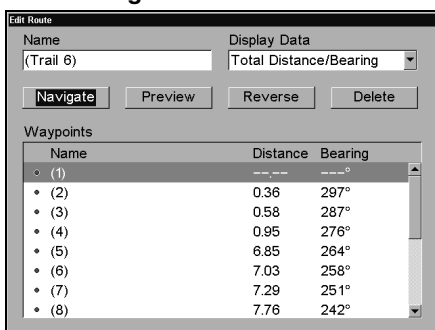 Edit Route
Name Display Data
(Trail 6) Total Distance/Bearing
Navigate Preview Reverse Delete
Waypoints
Name Distance Bearing
(1) --.-- ---°
(2) 0.36 297°
(3) 0.58 287°
(4) 0.95 276°
(5) 6.85 264°
(6) 7.03 258°
(7) 7.29 251°
(8) 7.76 242°